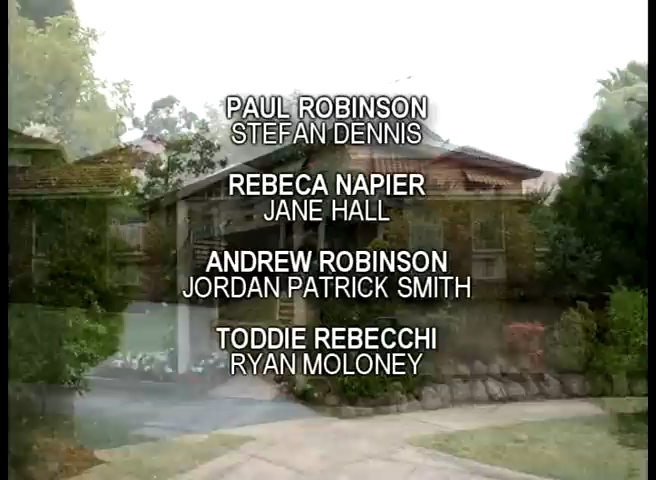 PAUL ROBINSON
STEFAN DENNIS
REBECA NAPIER
JANE HALL
ANDREW ROBINSON
JORDAN PATRICK SMITH
TODDIE REBECCHI
RYAN MOLONEY